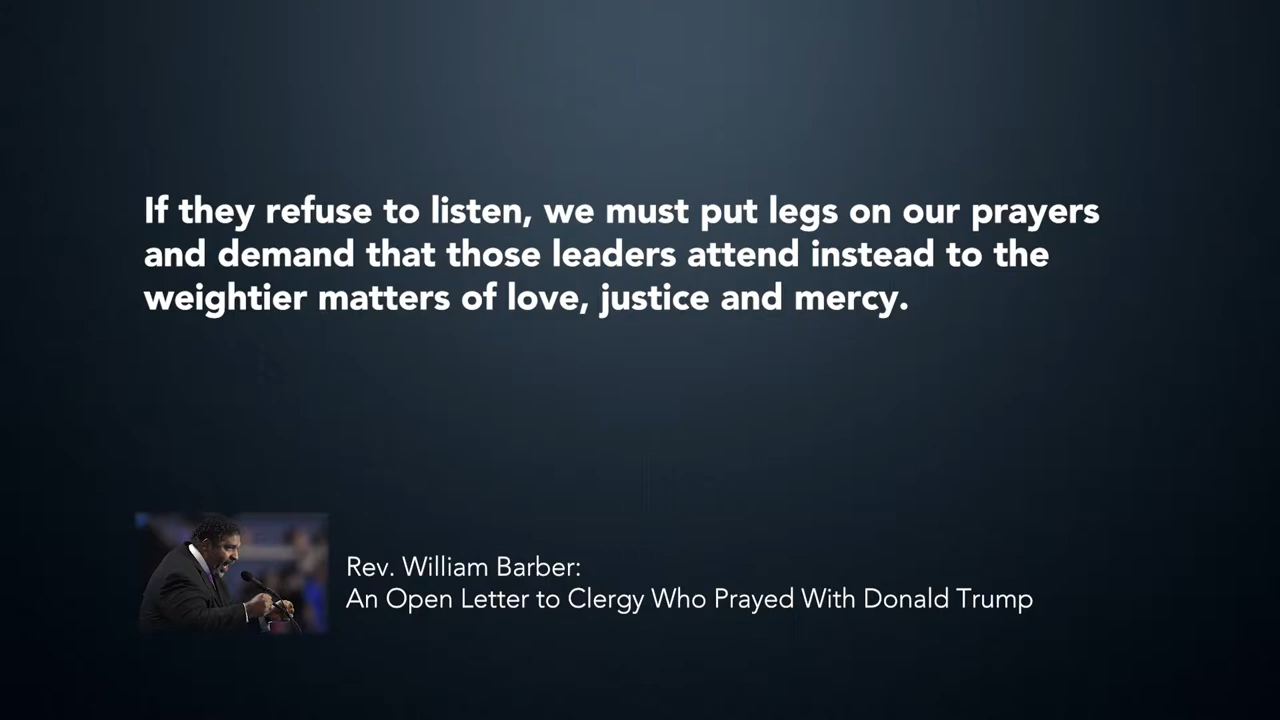 If they refuse to listen, we must put legs on our prayers
and demand that those leaders attend instead to the
weightier matters of love, justice and mercy.
Rev. William Barber:
An Open Letter to Clergy Who Prayed With Donald Trump